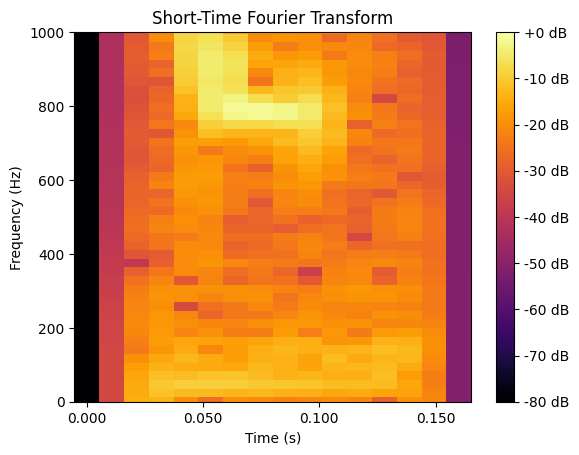 Short-Time Fourier Transform
1000
800
600
400
200
0
Frequency (Hz)
0.000
0.050
0.100
0.150
Time (s)
+0 dB
-10 dB
-20 dB
-30 dB
-40 dB
-50 dB
-60 dB
-70 dB
-80 dB